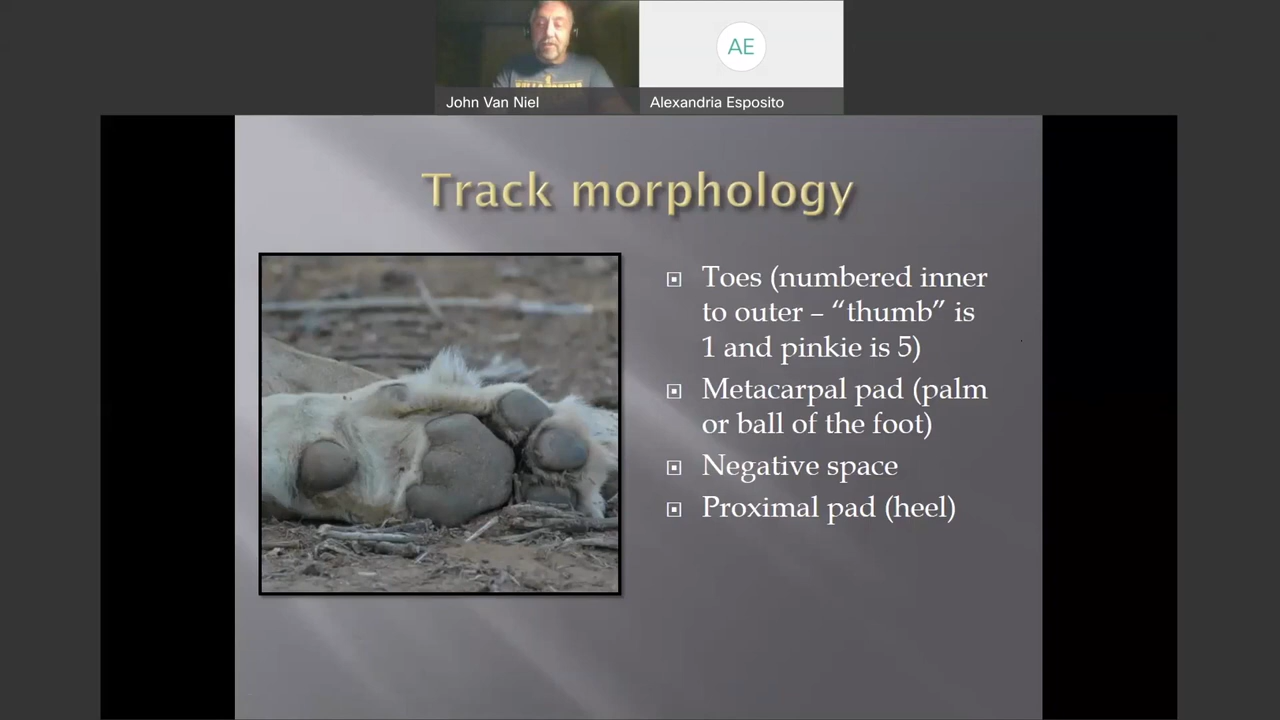 AE
John Van Niel
Alexandria Esposito
Track morphology
Toes (numbered inner
to outer – “thumb” is
1 and pinkie is 5)
Metacarpal pad (palm
or ball of the foot)
Negative space
Proximal pad (heel)